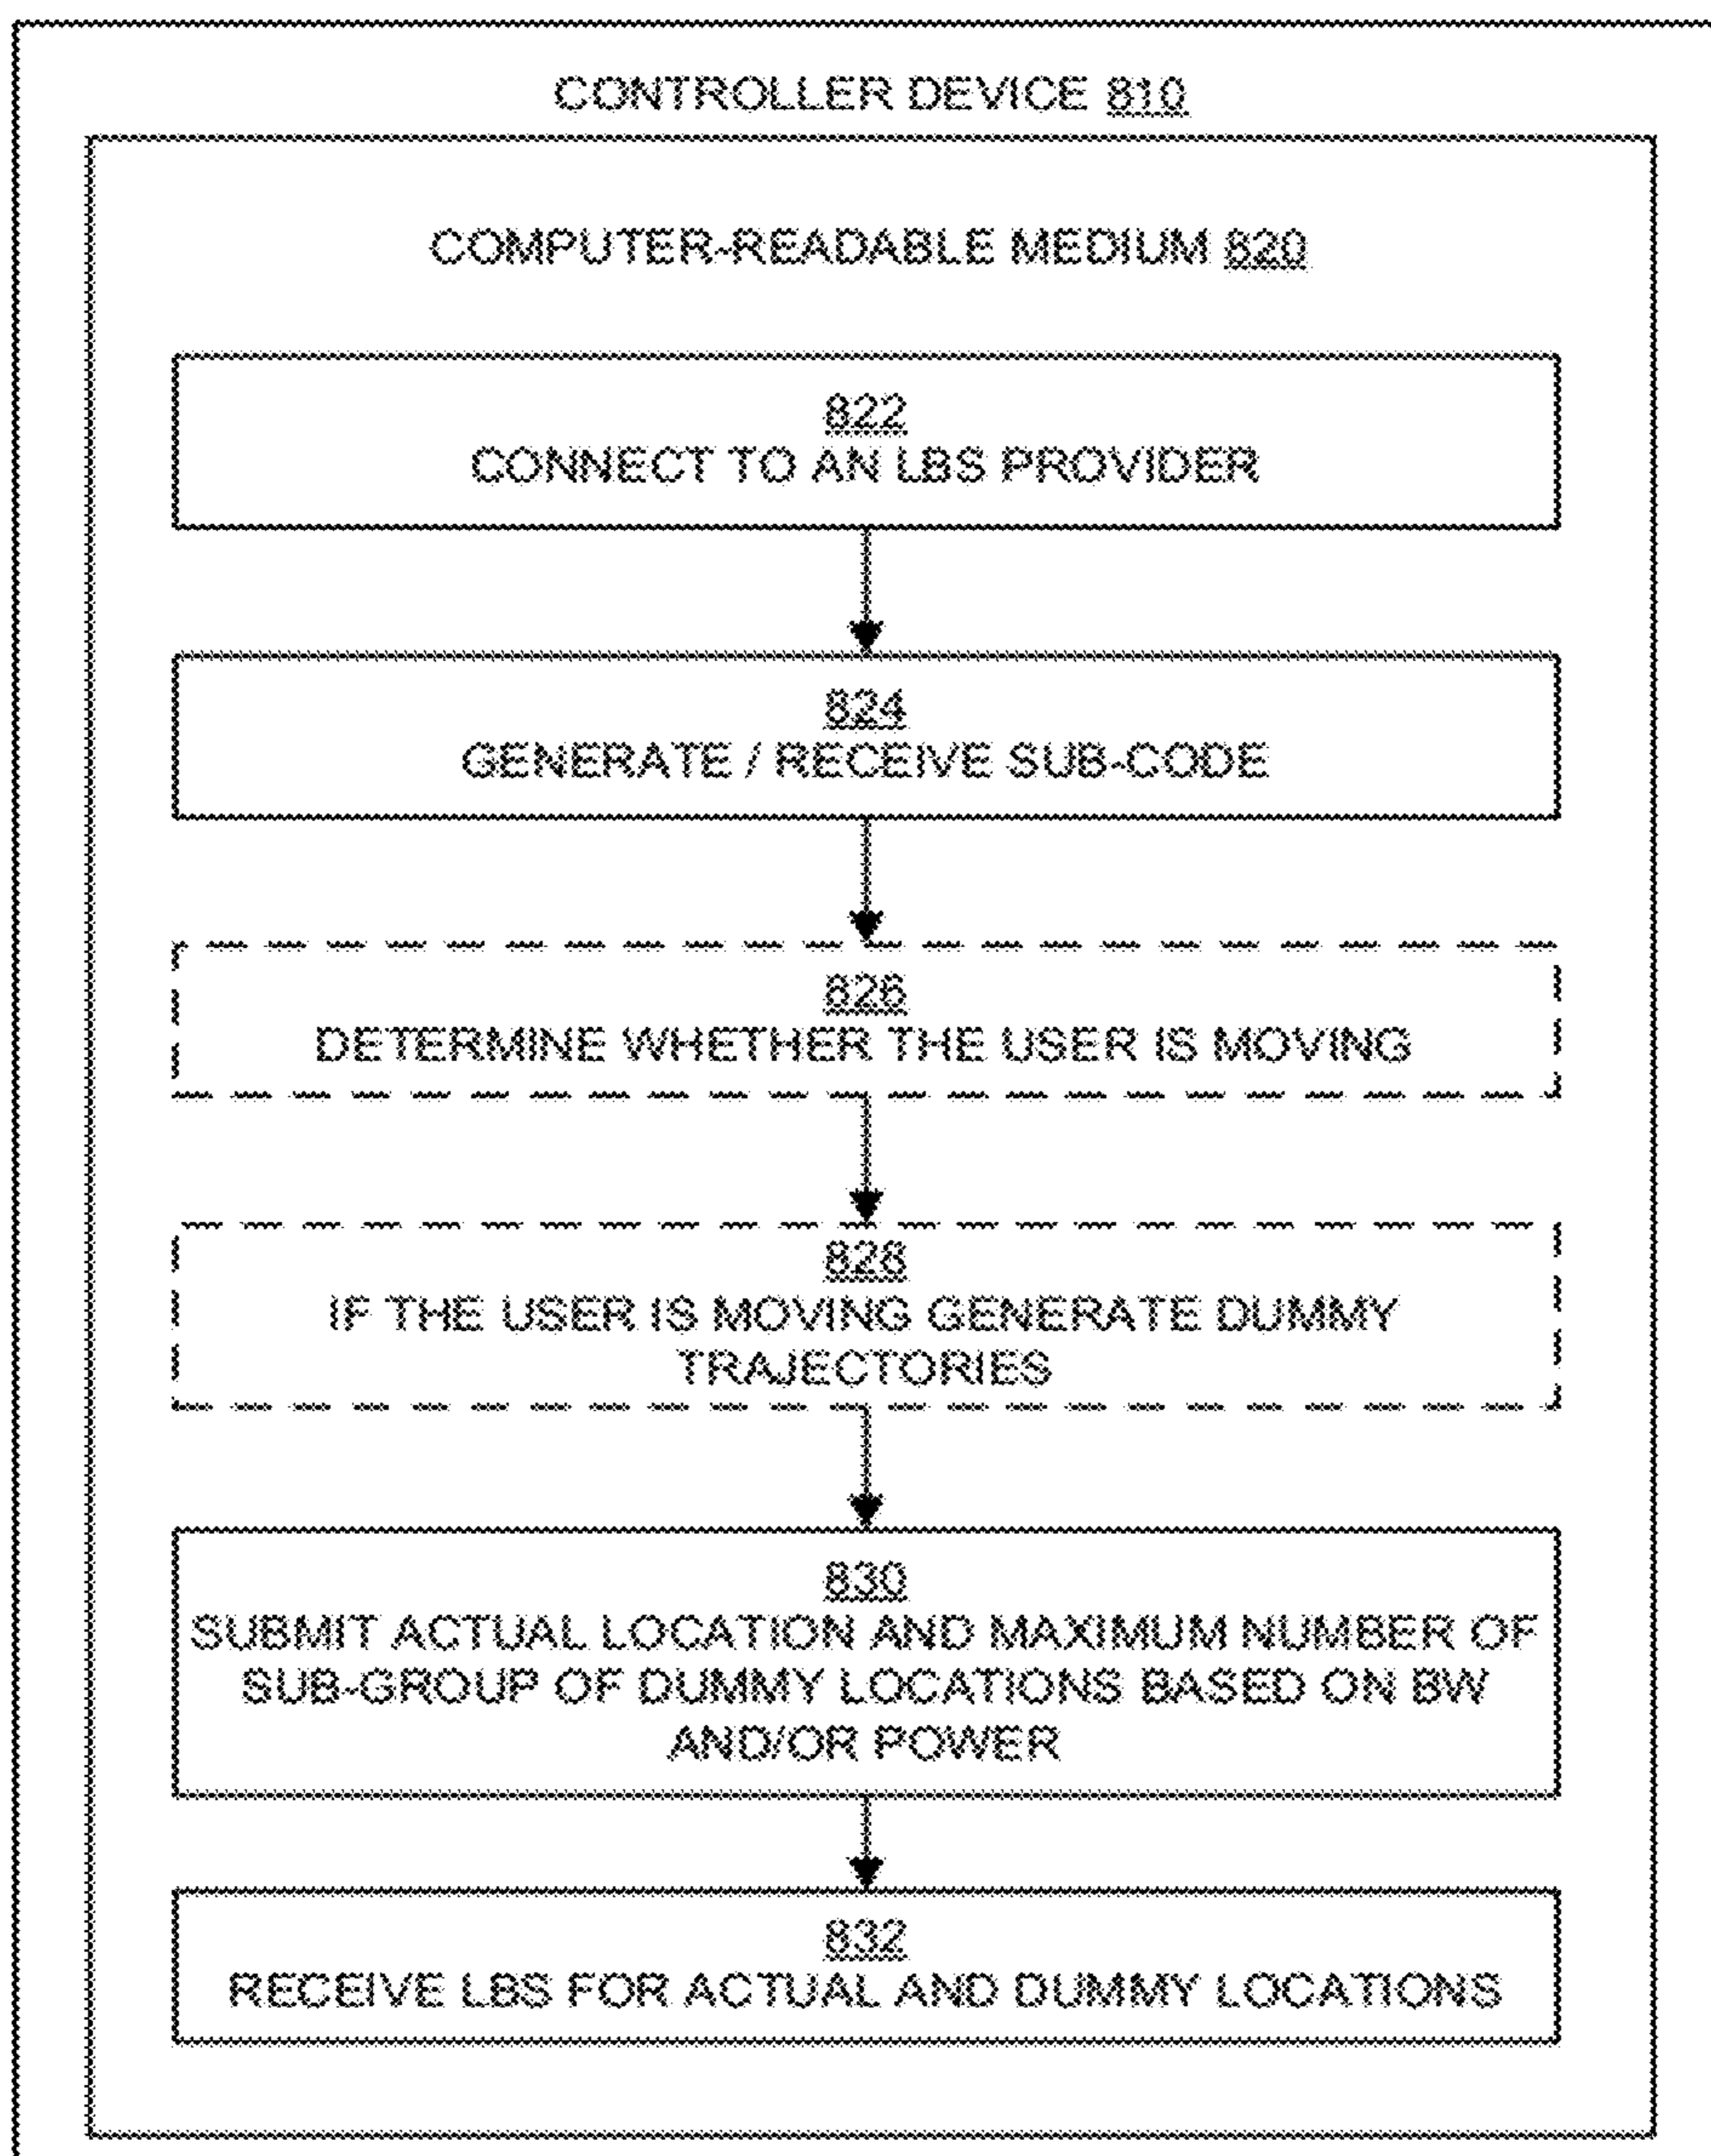 CONTROLLER DEVICE 810
COMPUTER-READABLE MEDIUM 820
822
CONNECT TO AN LBS PROVIDER
824
GENERATE / RECEIVE SUB-CODE
826
DETERMINE WHETHER THE USER IS MOVING
828
IF THE USER IS MOVING GENERATE DUMMY
TRAJECTORIES
830
SUBMIT ACTUAL LOCATION AND MAXIMUM NUMBER OF
SUB-GROUP OF DUMMY LOCATIONS BASED ON BW
AND/OR POWER
832
RECEIVE LBS FOR ACTUAL AND DUMMY LOCATIONS